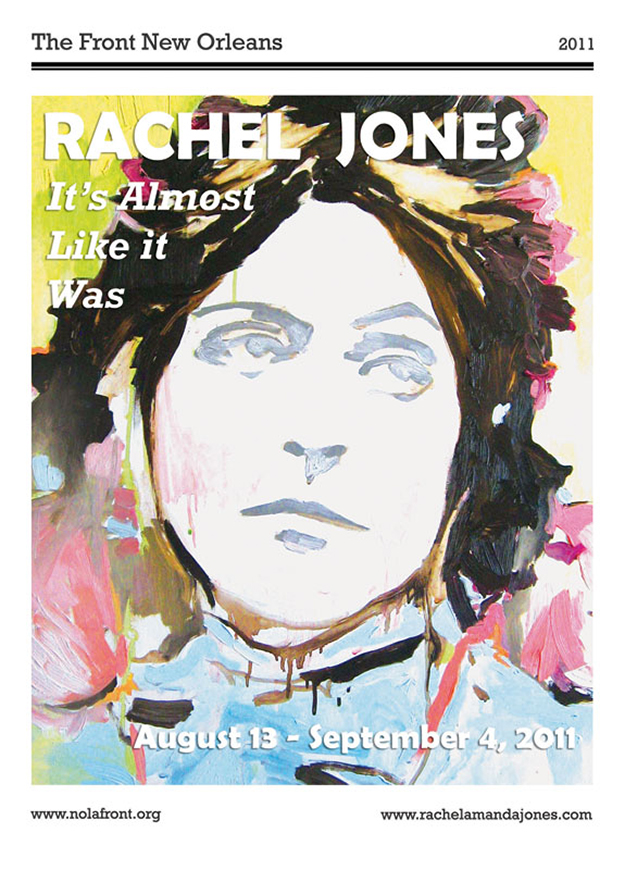 The Front New Orleans 2011
RACHEL JONES
It's Almost
Like it
Was
August 13 - September 4, 2011
www.nolafront.org www.rachelamandajones.com